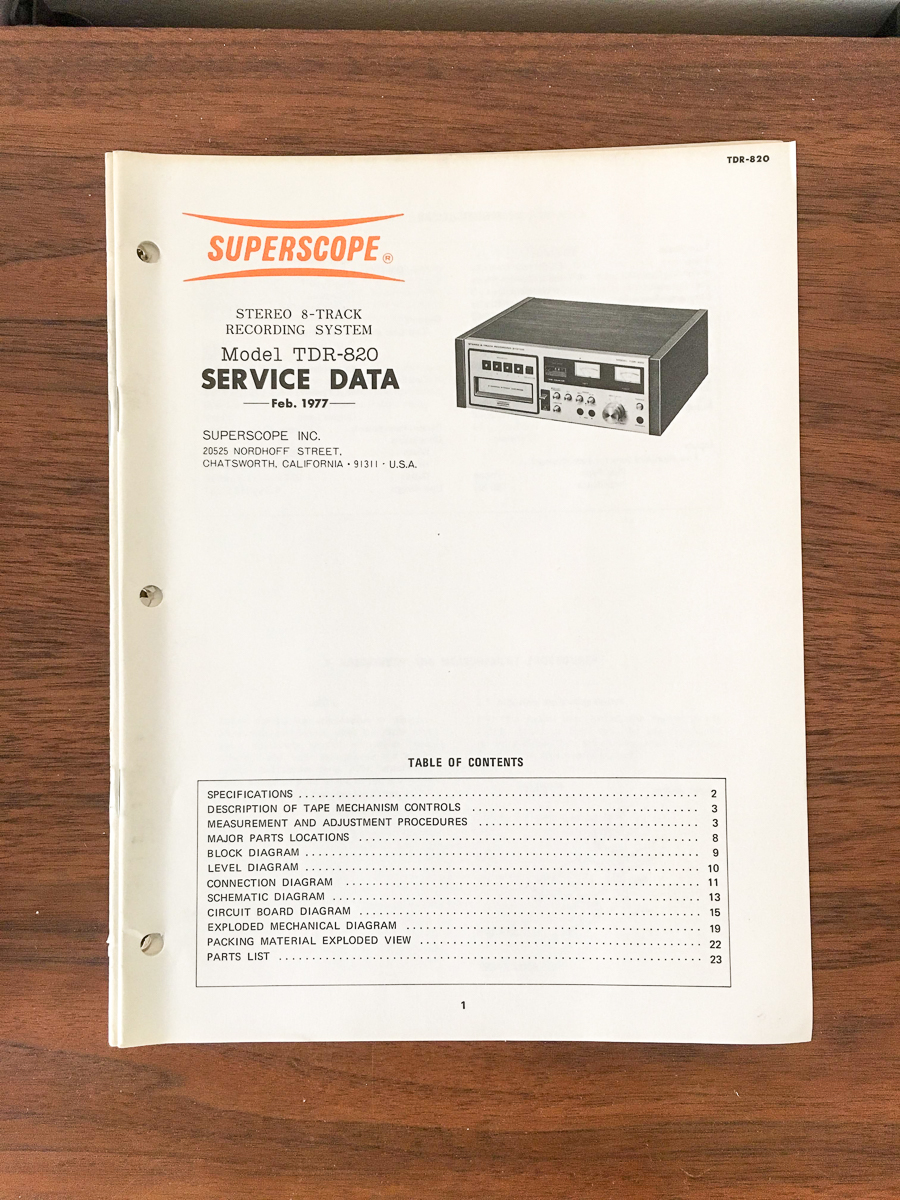 TDR-820
SUPERSCOPE®
STEREO 8-TRACK
RECORDING SYSTEM
Model TDR-820
SERVICE DATA
Feb. 1977
SUPERSCOPE INC.
20525 NORDHOFF STREET,
CHATSWORTH, CALIFORNIA · 91311 · U.S.A.
TABLE OF CONTENTS
SPECIFICATIONS 2
DESCRIPTION OF TAPE MECHANISM CONTROLS 3
MEASUREMENT AND ADJUSTMENT PROCEDURES 3
MAJOR PARTS LOCATIONS 8
BLOCK DIAGRAM 9
LEVEL DIAGRAM 10
CONNECTION DIAGRAM 11
SCHEMATIC DIAGRAM 13
CIRCUIT BOARD DIAGRAM 15
EXPLODED MECHANICAL DIAGRAM 19
PACKING MATERIAL EXPLODED VIEW 22
PARTS LIST 23
1